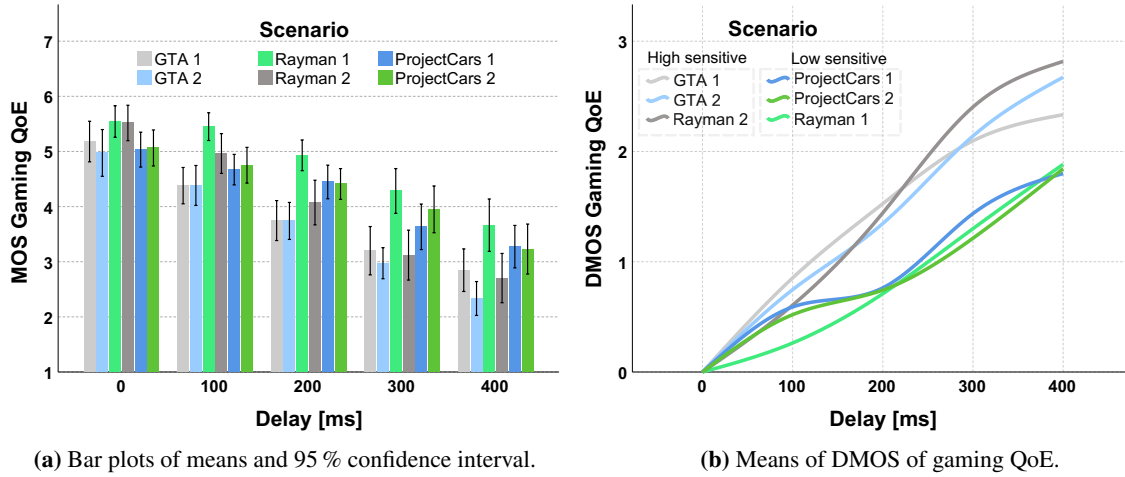 Scenario
GTA 1 Rayman 1 ProjectCars 1
GTA 2 Rayman 2 ProjectCars 2
MOS Gaming QoE
7
6
5
4
3
2
1
0 100 200 300 400
Delay [ms]
(a) Bar plots of means and 95 % confidence interval.
Scenario
High sensitive Low sensitive
GTA 1 ProjectCars 1
GTA 2 ProjectCars 2
Rayman 2 Rayman 1
DMOS Gaming QoE
3
2
1
0
0 100 200 300 400
Delay [ms]
(b) Means of DMOS of gaming QoE.